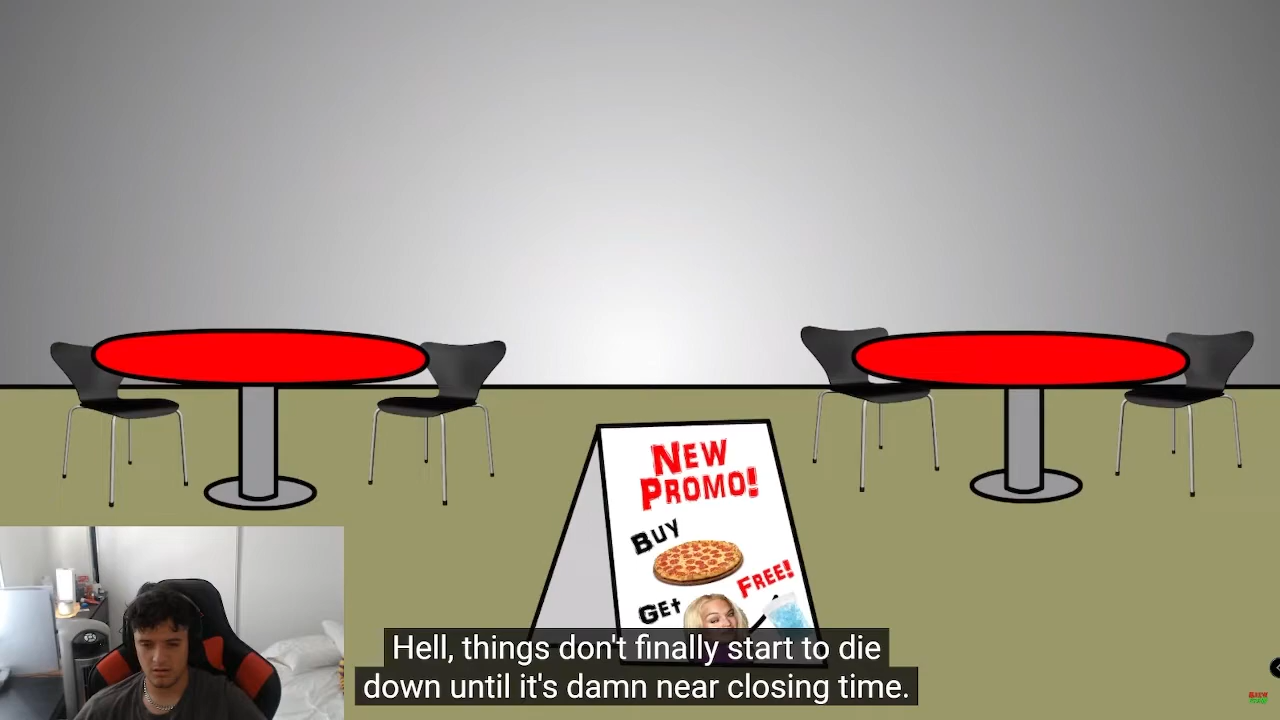 NEW
PROMO!
BUY
FREE!
GET
Hell, things don't finally start to die
down until it's damn near closing time.